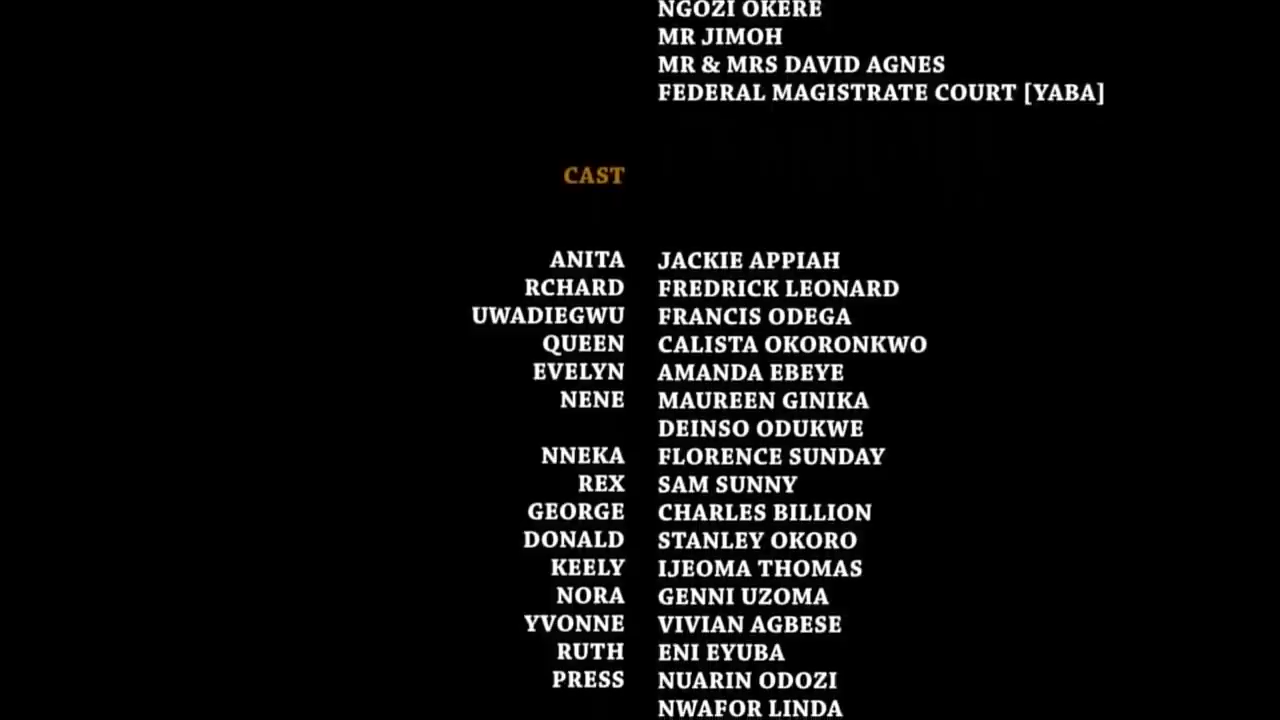 NGOZI OKERE
MR JIMOH
MR & MRS DAVID AGNES
FEDERAL MAGISTRATE COURT [YABA]
CAST
ANITA JACKIE APPIAH
RCHARD FREDRICK LEONARD
UWADIEGWU FRANCIS ODEGA
QUEEN CALISTA OKORONKWO
EVELYN AMANDA EBEYE
NENE MAUREEN GINIKA
DEINSO ODUKWE
NNEKA FLORENCE SUNDAY
REX SAM SUNNY
GEORGE CHARLES BILLION
DONALD STANLEY OKORO
KEELY IJEOMA THOMAS
NORA GENNI UZOMA
YVONNE VIVIAN AGBESE
RUTH ENI EYUBA
PRESS NUARIN ODOZI
NWAFOR LINDA